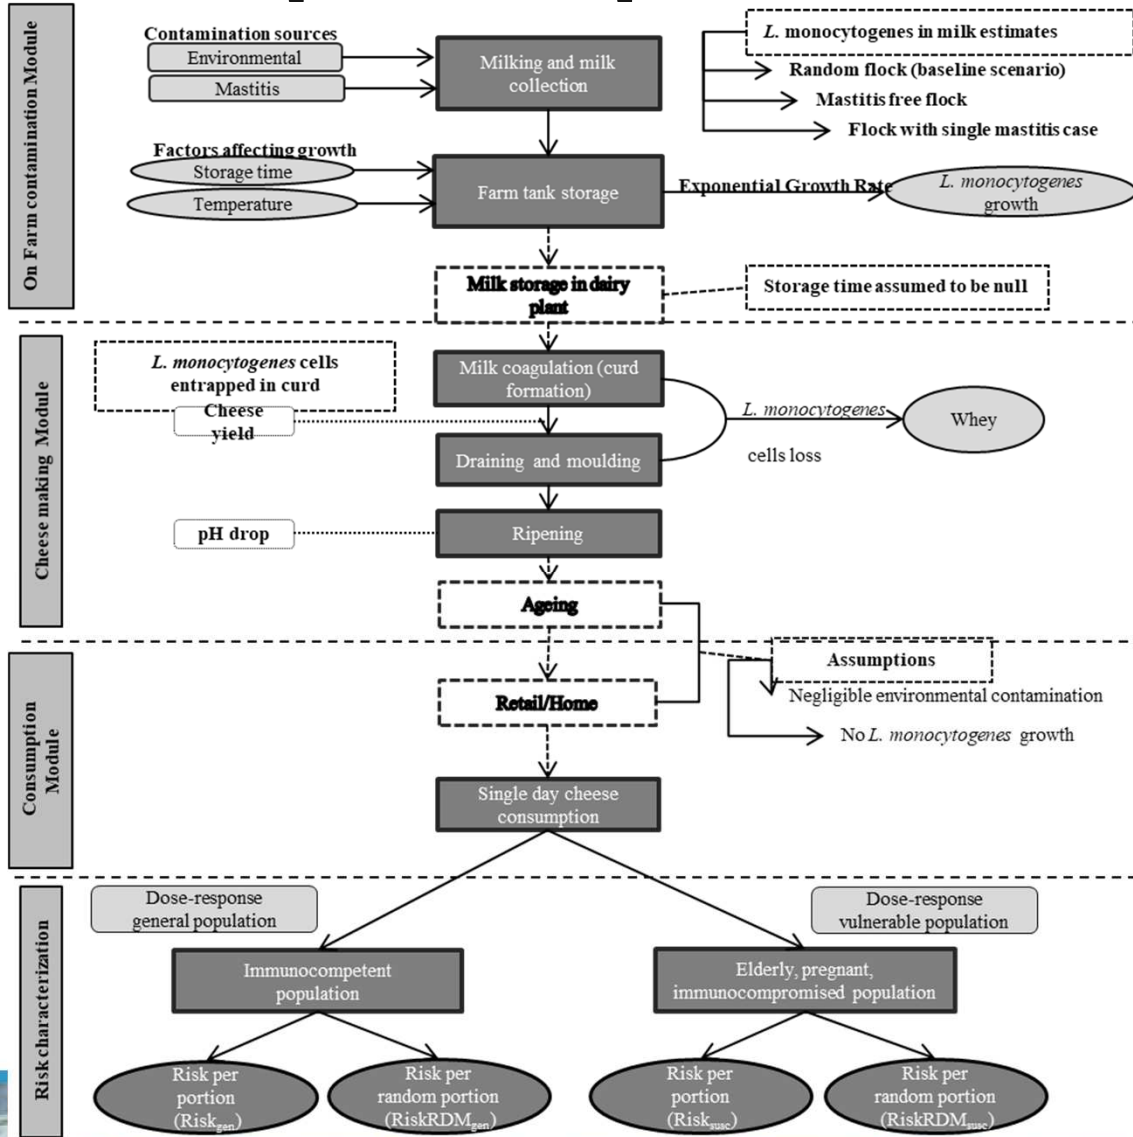 On Farm contamination Module
Contamination sources
Environmental
Mastitis
Milking and milk
collection
L. monocytogenes in milk estimates
Random flock (baseline scenario)
Mastitis free flock
Flock with single mastitis case
Factors affecting growth
Storage time
Temperature
Farm tank storage
Exponential Growth Rate
L. monocytogenes
growth
Milk storage in dairy
plant
Storage time assumed to be null
Cheese making Module
L. monocytogenes cells
entrapped in curd
Cheese
yield
Milk coagulation (curd
formation)
Draining and moulding
L. monocytogenes
cells loss
Whey
pH drop
Ripening
Ageing
Consumption
Module
Retail/Home
Assumptions
Negligible environmental contamination
No L. monocytogenes growth
Single day cheese
consumption
Risk characterization
Dose-response
general population
Dose-response
vulnerable population
Immunocompetent
population
Elderly, pregnant,
immunocompromised population
Risk per
portion
(Riskgen)
Risk per
random portion
(RiskRDMgen)
Risk per
portion
(Risksusc)
Risk per
random portion
(RiskRDMsusc)